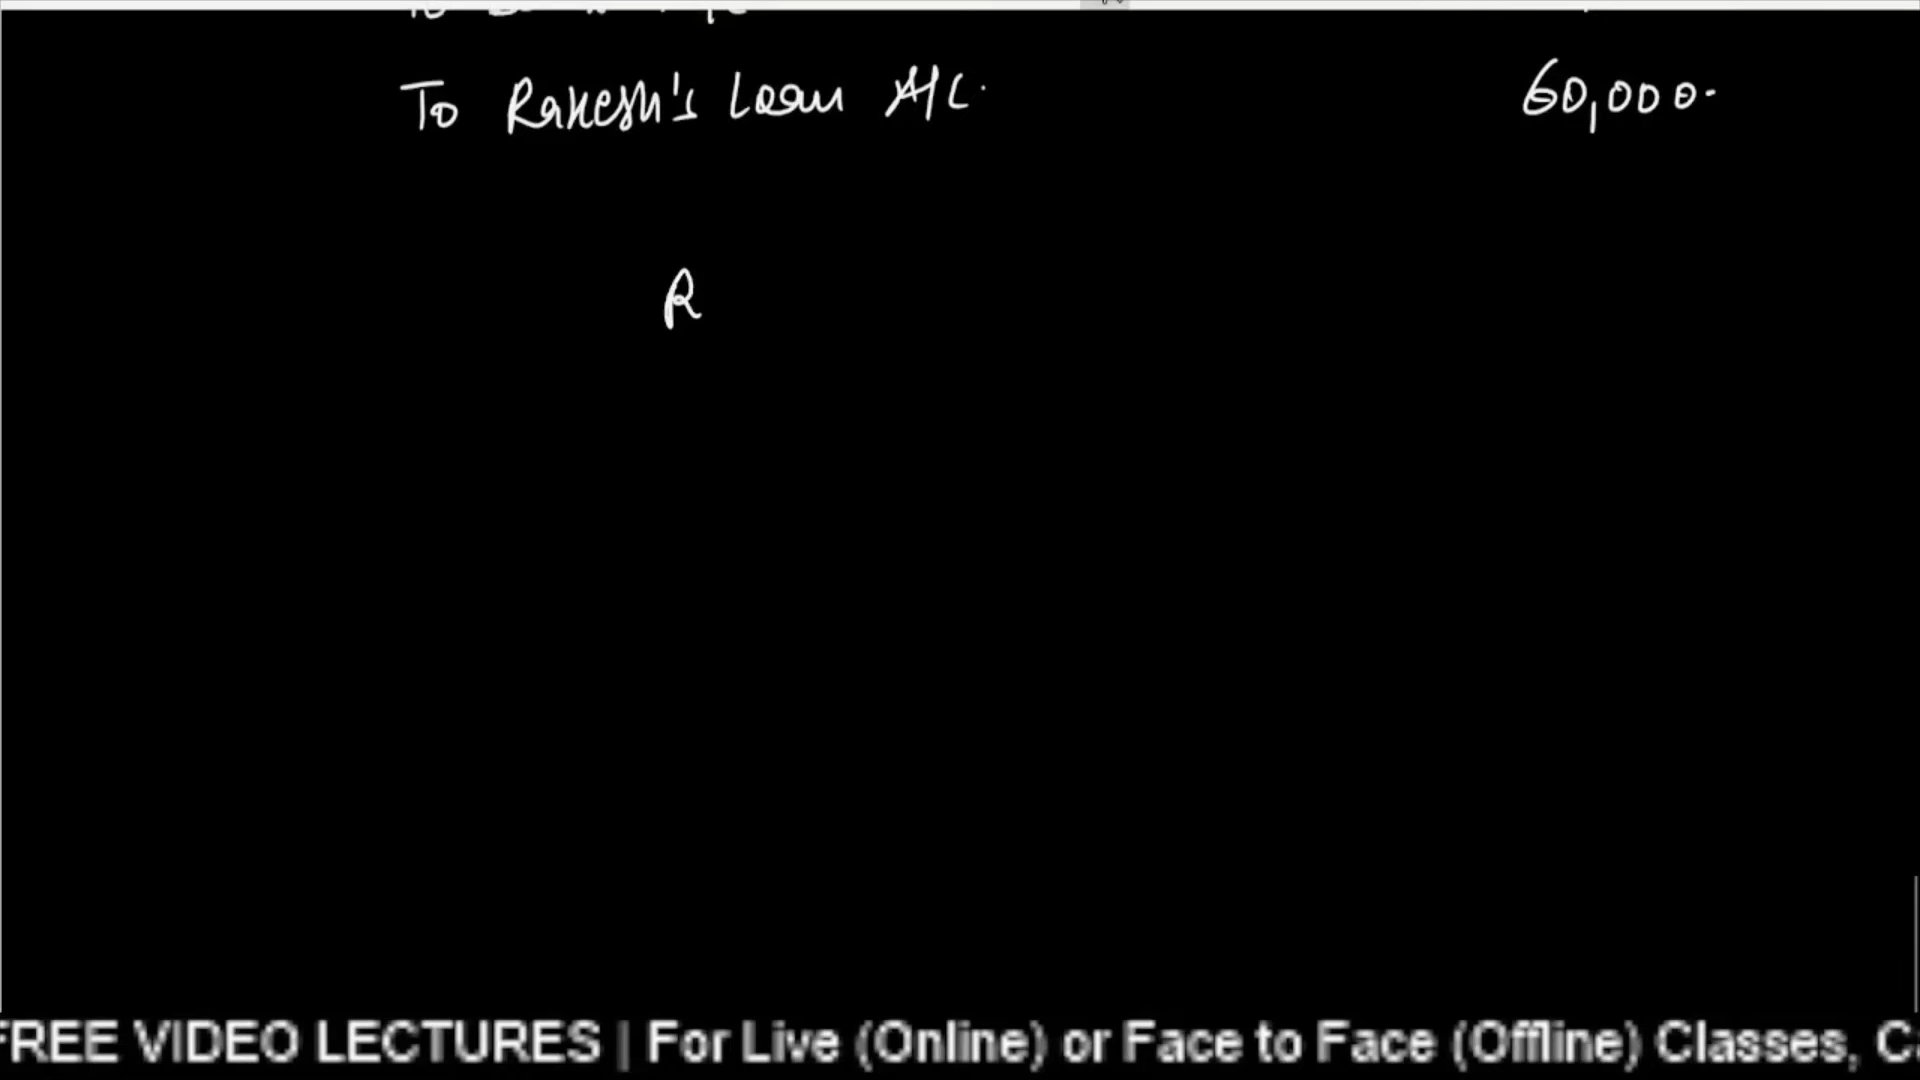 To Rakesh's Loan A/c. 60,000.
R
FREE VIDEO LECTURES | For Live (Online) or Face to Face (Offline) Classes,